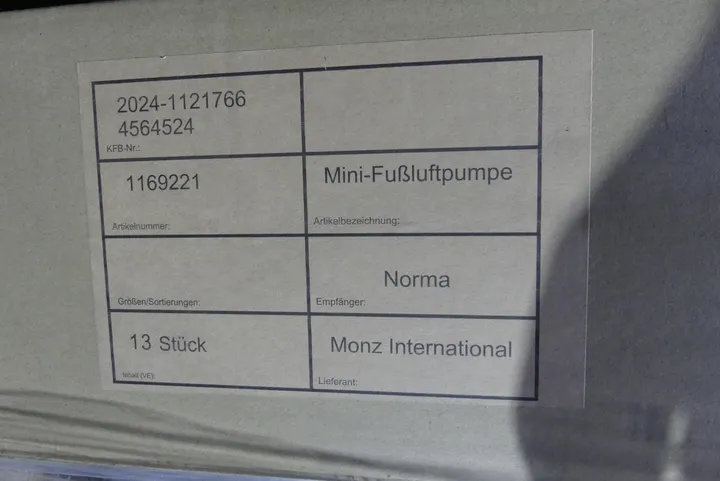 2024-1121766
4564524
KFB-Nr.:
1169221
Artikelnummer:
Mini-Fußluftpumpe
Artikelbezeichnung:
Größen/Sortierungen:
Norma
Empfänger:
13 Stück
Inhalt (VE):
Monz International
Lieferant: